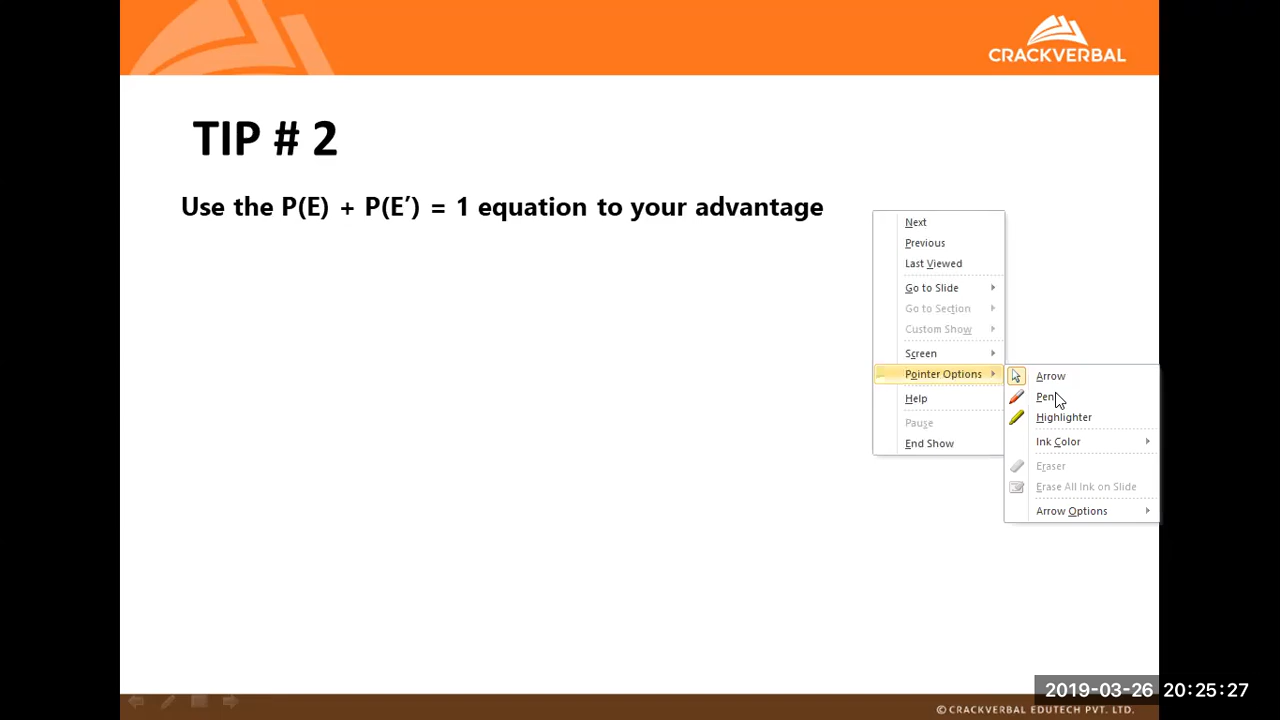 CRACKVERBAL
TIP # 2
Use the P(E) + P(E’) = 1 equation to your advantage
Next
Previous
Last Viewed
Go to Slide
Go to Section
Custom Show
Screen
Pointer Options
Help
Pause
End Show
Arrow
Pen
Highlighter
Ink Color
Eraser
Erase All Ink on Slide
Arrow Options
2019-03-26 20:25:27
© CRACKVERBAL EDUTECH PVT. LTD.